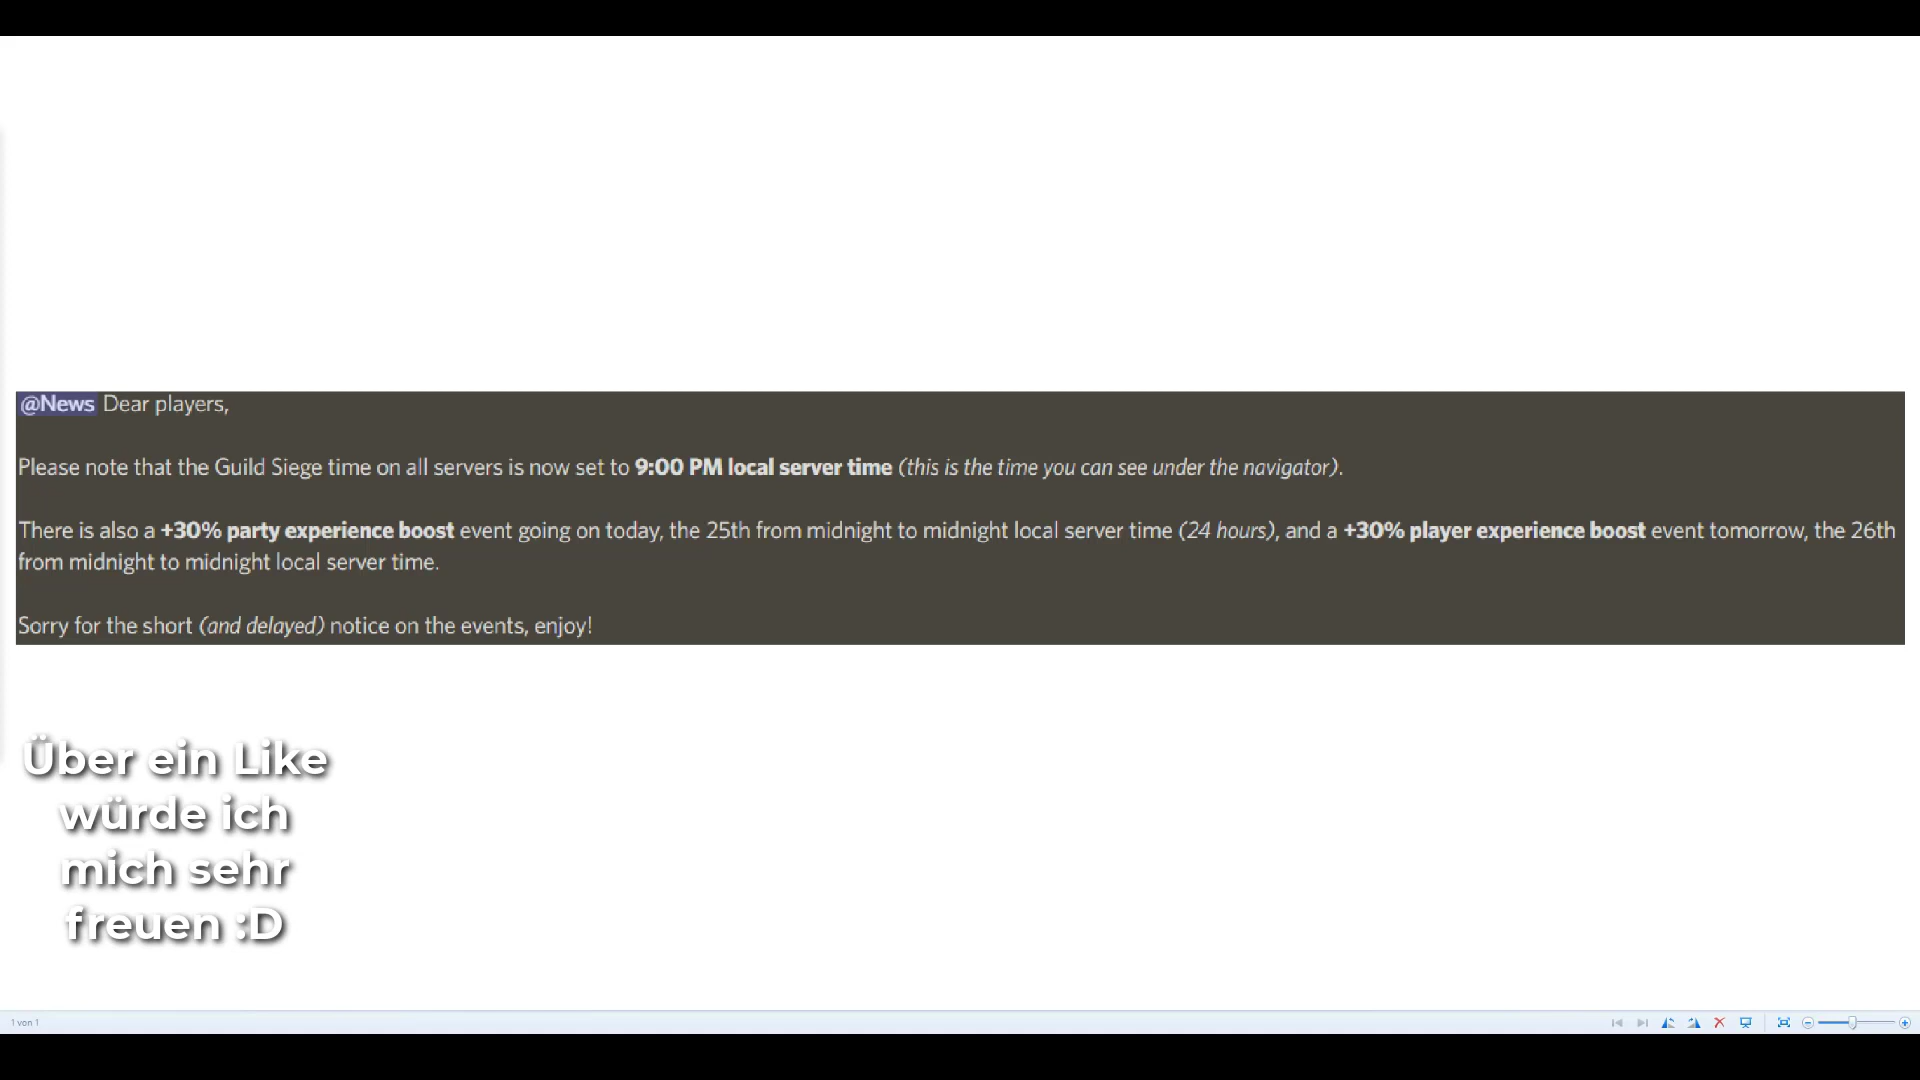 @News Dear players,
Please note that the Guild Siege time on all servers is now set to 9:00 PM local server time (this is the time you can see under the navigator).
There is also a +30% party experience boost event going on today, the 25th from midnight to midnight local server time (24 hours), and a +30% player experience boost event tomorrow, the 26th
from midnight to midnight local server time.
Sorry for the short (and delayed) notice on the events, enjoy!
Über ein Like
würde ich
mich sehr
freuen :D
1 von 1